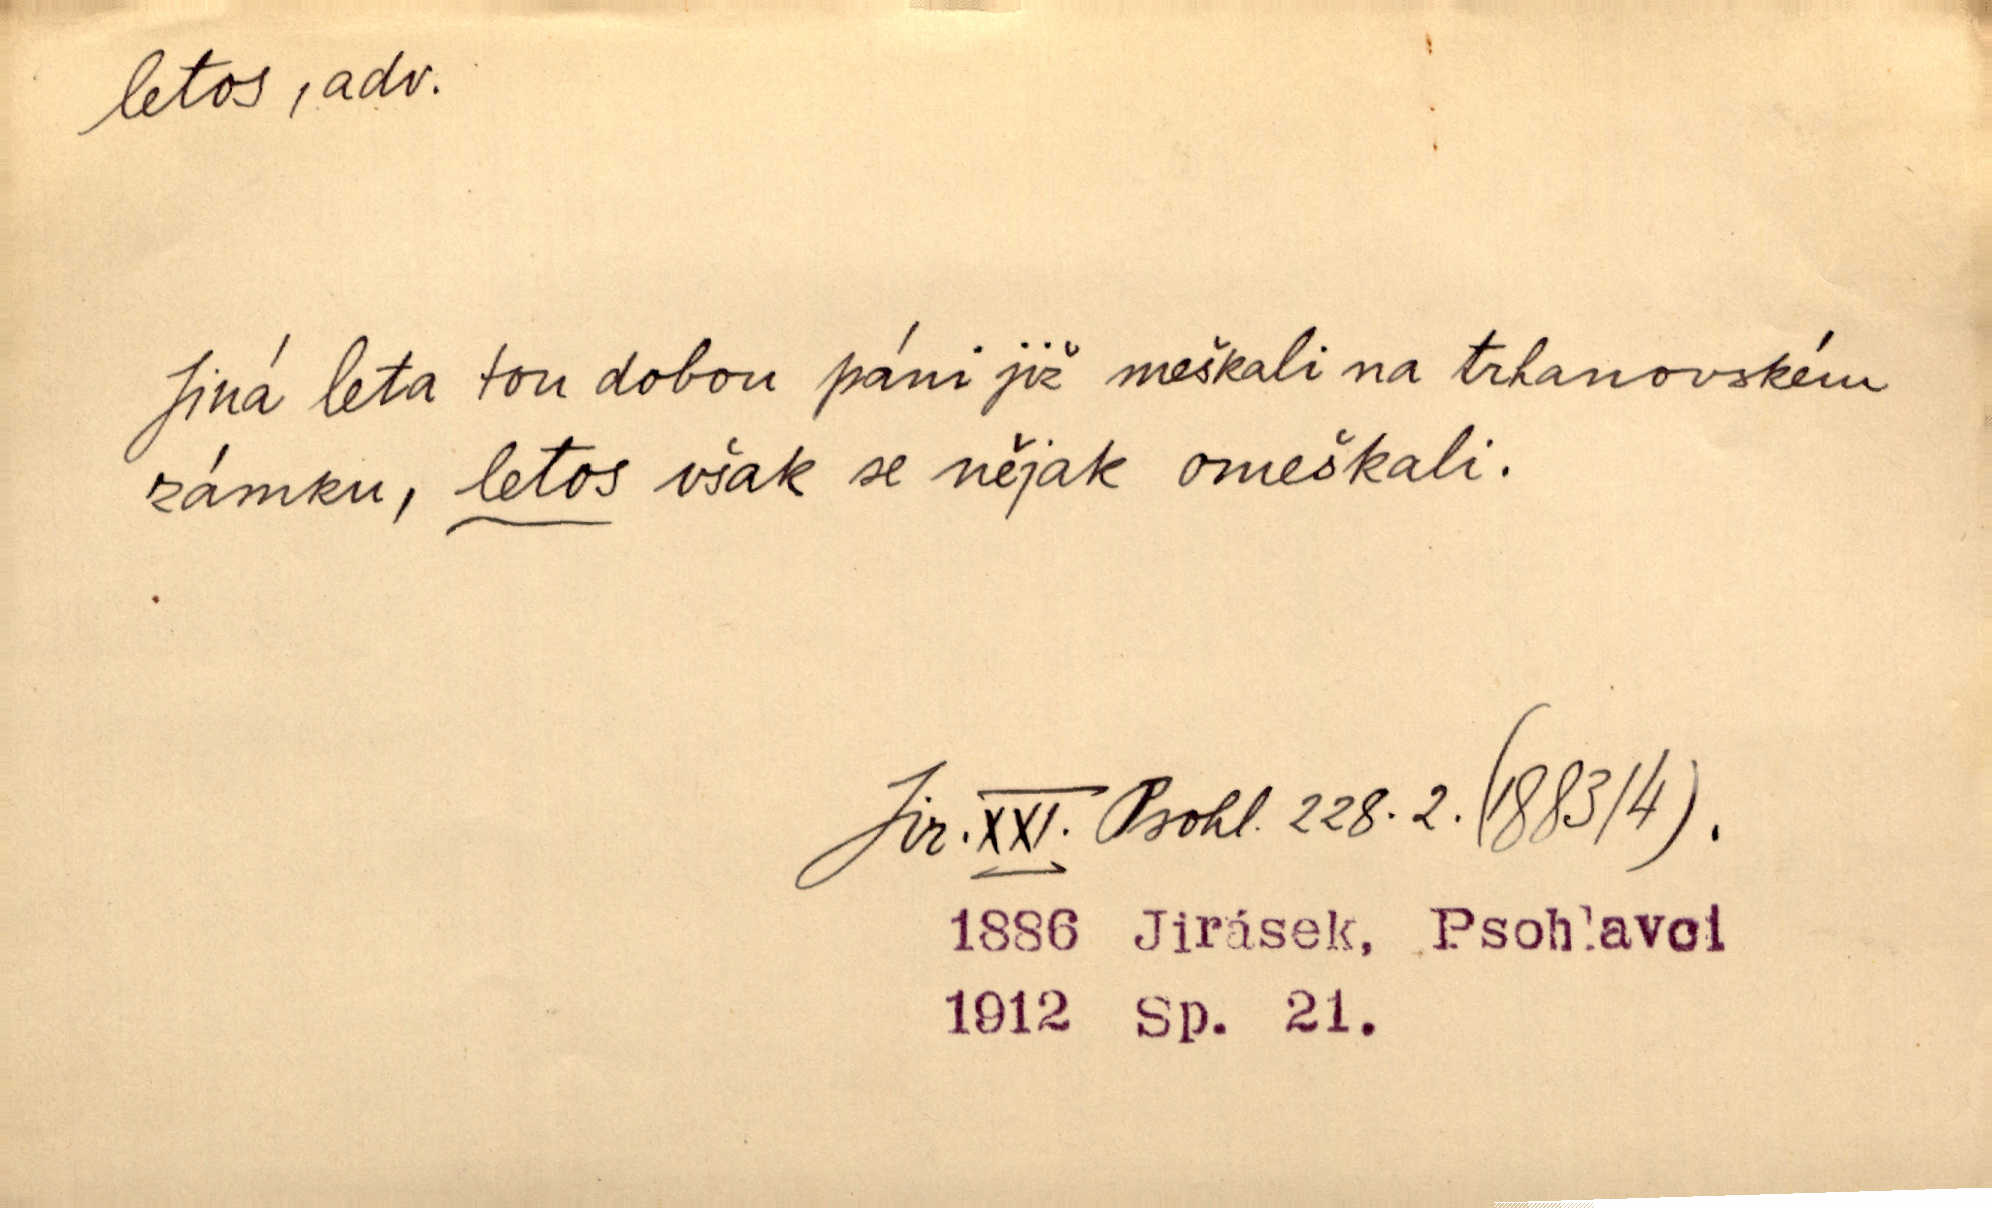 letos, adv.
Jiná leta tou dobou páni již meškali na trhanovském
zámku, letos však se nějak omeškali.
Jir. XXI. Psohl. 228. 2. (1883/4).
1886 Jirásek, Psohlavci
1912 Sp. 21.